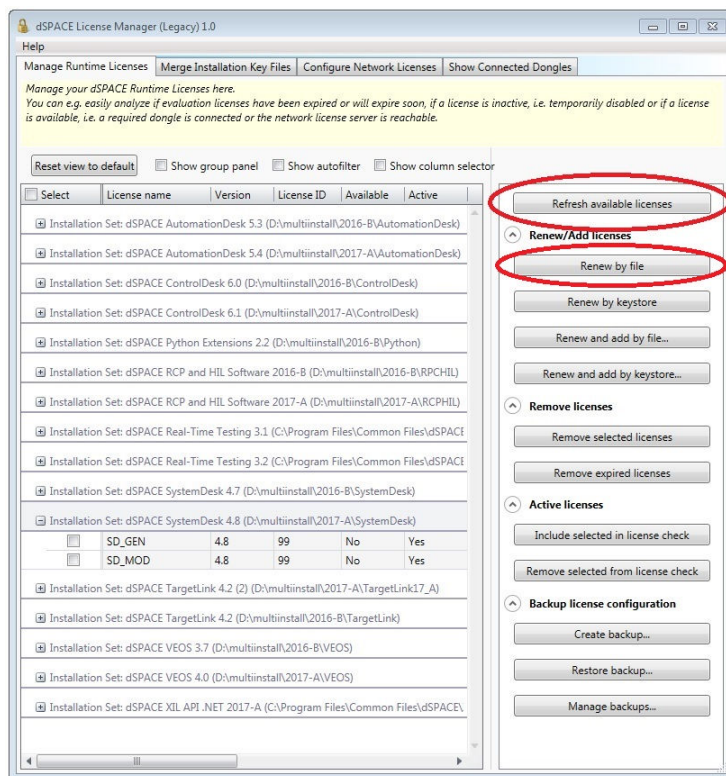 dSPACE License Manager (Legacy) 1.0
Help
Manage Runtime Licenses Merge Installation Key Files Configure Network Licenses Show Connected Dongles
Manage your dSPACE Runtime Licenses here.
You can e.g. easily analyze if evaluation licenses have been expired or will expire soon, if a license is inactive, i.e. temporarily disabled or if a license
is available, i.e. a required dongle is connected or the network license server is reachable.
Reset view to default Show group panel Show autofilter Show column selector
Select License name Version License ID Available Active
Installation Set: dSPACE AutomationDesk 5.3 (D:\multiinstall\2016-B\AutomationDesk)
Installation Set: dSPACE AutomationDesk 5.4 (D:\multiinstall\2017-A\AutomationDesk)
Installation Set: dSPACE ControlDesk 6.0 (D:\multiinstall\2016-B\ControlDesk)
Installation Set: dSPACE ControlDesk 6.1 (D:\multiinstall\2017-A\ControlDesk)
Installation Set: dSPACE Python Extensions 2.2 (D:\multiinstall\2016-B\Python)
Installation Set: dSPACE RCP and HIL Software 2016-B (D:\multiinstall\2016-B\RPCHIL)
Installation Set: dSPACE RCP and HIL Software 2017-A (D:\multiinstall\2017-A\RCPHIL)
Installation Set: dSPACE Real-Time Testing 3.1 (C:\Program Files\Common Files\dSPACE
Installation Set: dSPACE Real-Time Testing 3.2 (C:\Program Files\Common Files\dSPACE
Installation Set: dSPACE SystemDesk 4.7 (D:\multiinstall\2016-B\SystemDesk)
Installation Set: dSPACE SystemDesk 4.8 (D:\multiinstall\2017-A\SystemDesk)
SD_GEN 4.8 99 No Yes
SD_MOD 4.8 99 No Yes
Installation Set: dSPACE TargetLink 4.2 (2) (D:\multiinstall\2017-A\TargetLink17_A)
Installation Set: dSPACE TargetLink 4.2 (D:\multiinstall\2016-B\TargetLink)
Installation Set: dSPACE VEOS 3.7 (D:\multiinstall\2016-B\VEOS)
Installation Set: dSPACE VEOS 4.0 (D:\multiinstall\2017-A\VEOS)
Installation Set: dSPACE XIL API .NET 2017-A (C:\Program Files\Common Files\dSPACE\
Refresh available licenses
Renew/Add licenses
Renew by file
Renew by keystore
Renew and add by file...
Renew and add by keystore...
Remove licenses
Remove selected licenses
Remove expired licenses
Active licenses
Include selected in license check
Remove selected from license check
Backup license configuration
Create backup...
Restore backup...
Manage backups...